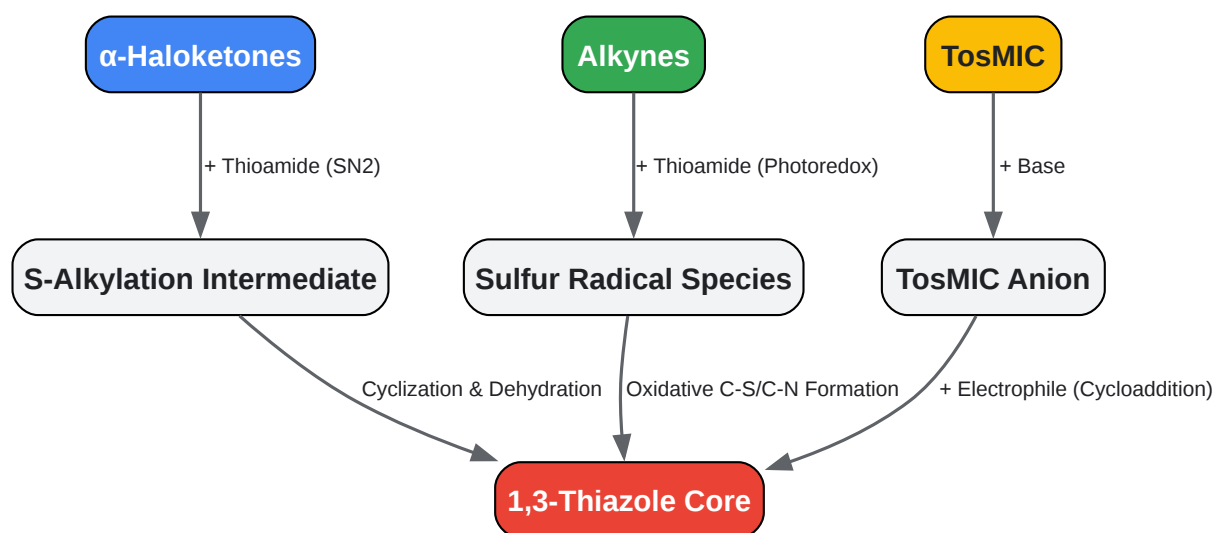 α-Haloketones
Alkynes
TosMIC
+ Thioamide (SN2)
+ Thioamide (Photoredox)
+ Base
S-Alkylation Intermediate
Sulfur Radical Species
TosMIC Anion
Cyclization & Dehydration
Oxidative C-S/C-N Formation
+ Electrophile (Cycloaddition)
1,3-Thiazole Core